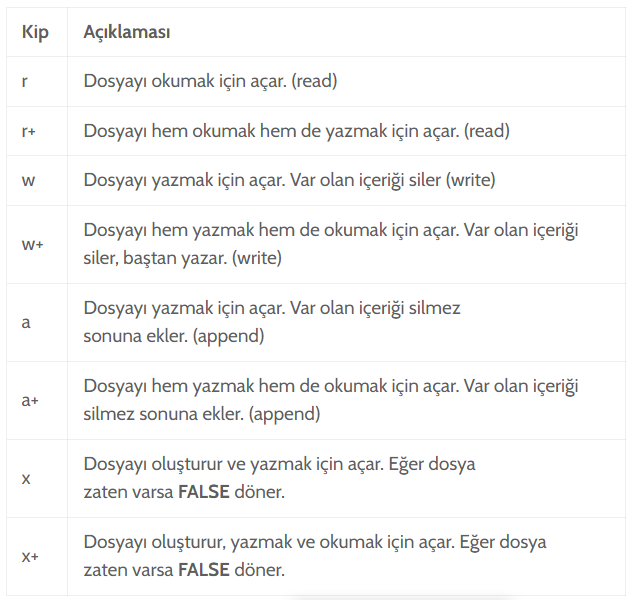 Kip Açıklaması
r Dosyayı okumak için açar. (read)
r+ Dosyayı hem okumak hem de yazmak için açar. (read)
w Dosyayı yazmak için açar. Var olan içeriği siler (write)
w+ Dosyayı hem yazmak hem de okumak için açar. Var olan içeriği
siler, baştan yazar. (write)
a Dosyayı yazmak için açar. Var olan içeriği silmez
sonuna ekler. (append)
a+ Dosyayı hem yazmak hem de okumak için açar. Var olan içeriği
silmez sonuna ekler. (append)
x Dosyayı oluşturur ve yazmak için açar. Eğer dosya
zaten varsa FALSE döner.
x+ Dosyayı oluşturur, yazmak ve okumak için açar. Eğer dosya
zaten varsa FALSE döner.